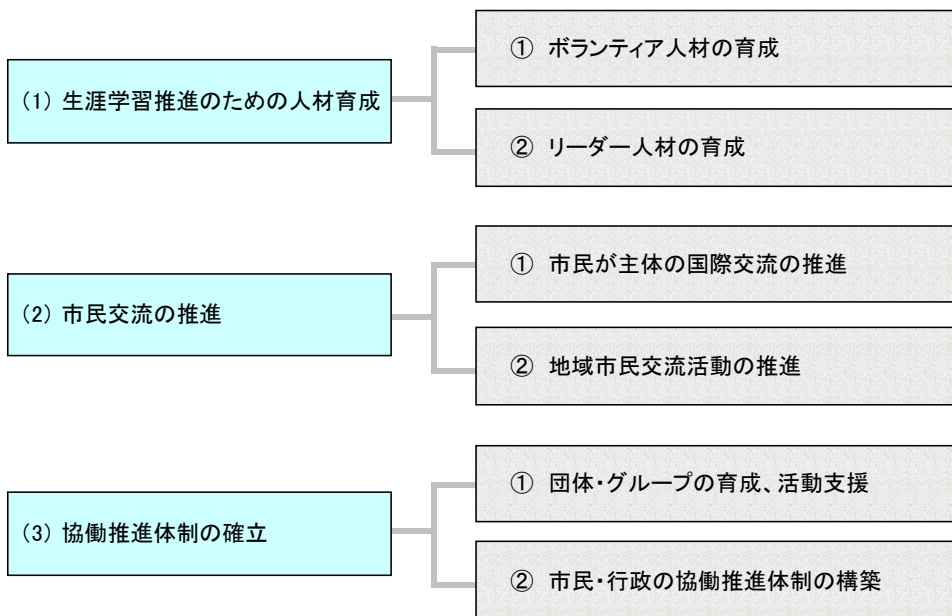 (1) 生涯学習推進のための人材育成
① ボランティア人材の育成
② リーダー人材の育成
(2) 市民交流の推進
① 市民が主体の国際交流の推進
② 地域市民交流活動の推進
(3) 協働推進体制の確立
① 団体・グループの育成、活動支援
② 市民・行政の協働推進体制の構築